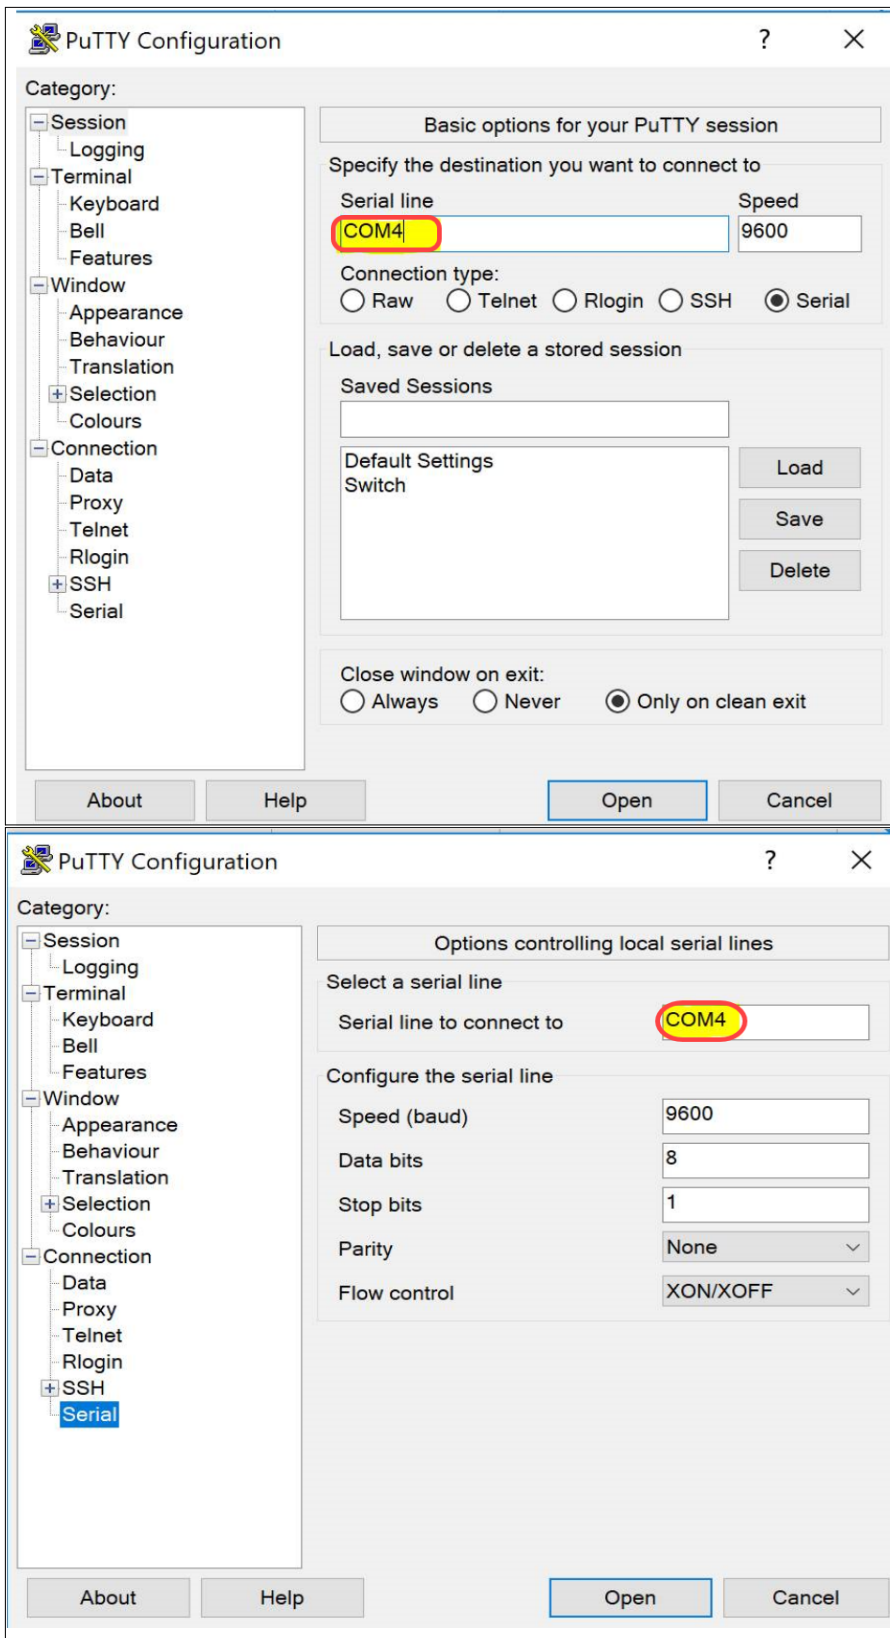 PuTTY Configuration ? ×
Category:
Session
Logging
Terminal
Keyboard
Bell
Features
Window
Appearance
Behaviour
Translation
Selection
Colours
Connection
Data
Proxy
Telnet
Rlogin
SSH
Serial
Basic options for your PuTTY session
Specify the destination you want to connect to
Serial line Speed
COM4 9600
Connection type:
Raw Telnet Rlogin SSH Serial
Load, save or delete a stored session
Saved Sessions
Default Settings
Switch
Load
Save
Delete
Close window on exit:
Always Never Only on clean exit
About Help Open Cancel
PuTTY Configuration ? ×
Category:
Session
Logging
Terminal
Keyboard
Bell
Features
Window
Appearance
Behaviour
Translation
Selection
Colours
Connection
Data
Proxy
Telnet
Rlogin
SSH
Serial
Options controlling local serial lines
Select a serial line
Serial line to connect to COM4
Configure the serial line
Speed (baud) 9600
Data bits 8
Stop bits 1
Parity None
Flow control XON/XOFF
About Help Open Cancel